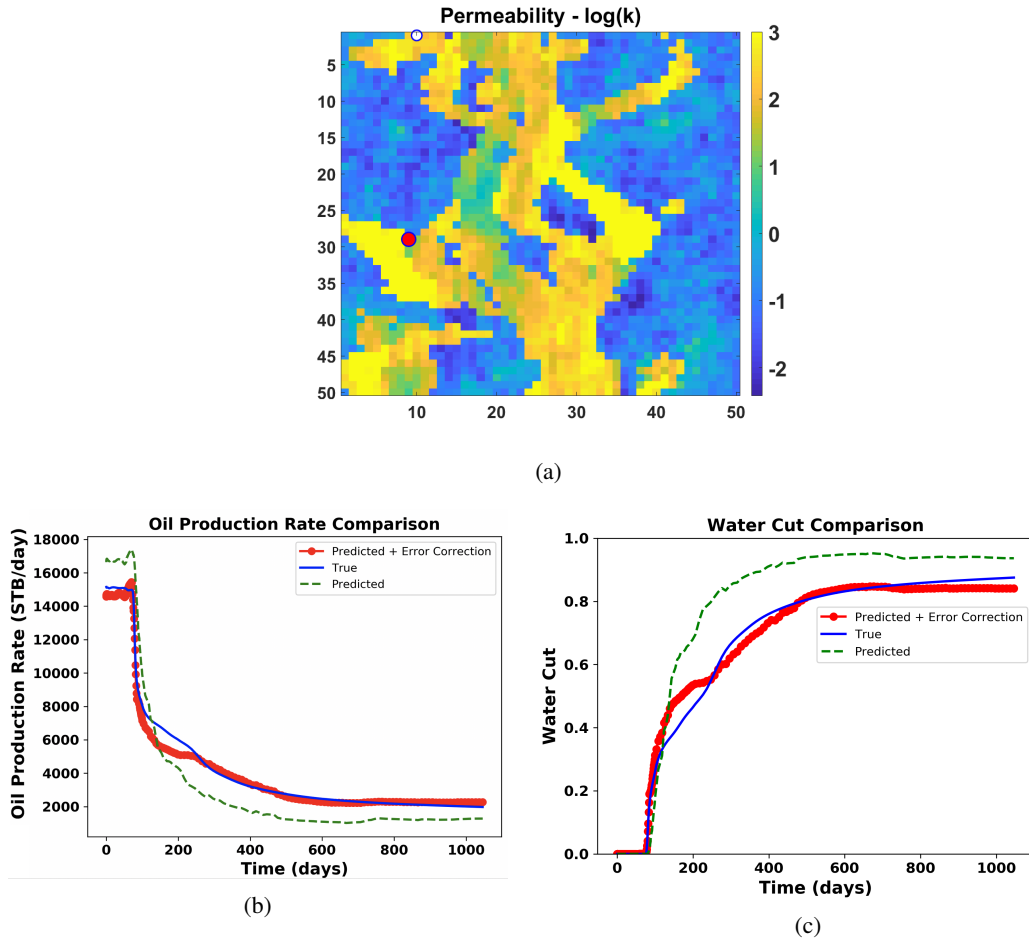 Permeability - log(k)
5
10
15
20
25
30
35
40
45
50
10 20 30 40 50
3
2
1
0
-1
-2
(a)
Oil Production Rate Comparison
18000
16000
14000
12000
10000
8000
6000
4000
2000
Oil Production Rate (STB/day)
Predicted + Error Correction
True
Predicted
0 200 400 600 800 1000
Time (days)
(b)
Water Cut Comparison
1.0
0.8
0.6
0.4
0.2
0.0
Water Cut
Predicted + Error Correction
True
Predicted
0 200 400 600 800 1000
Time (days)
(c)